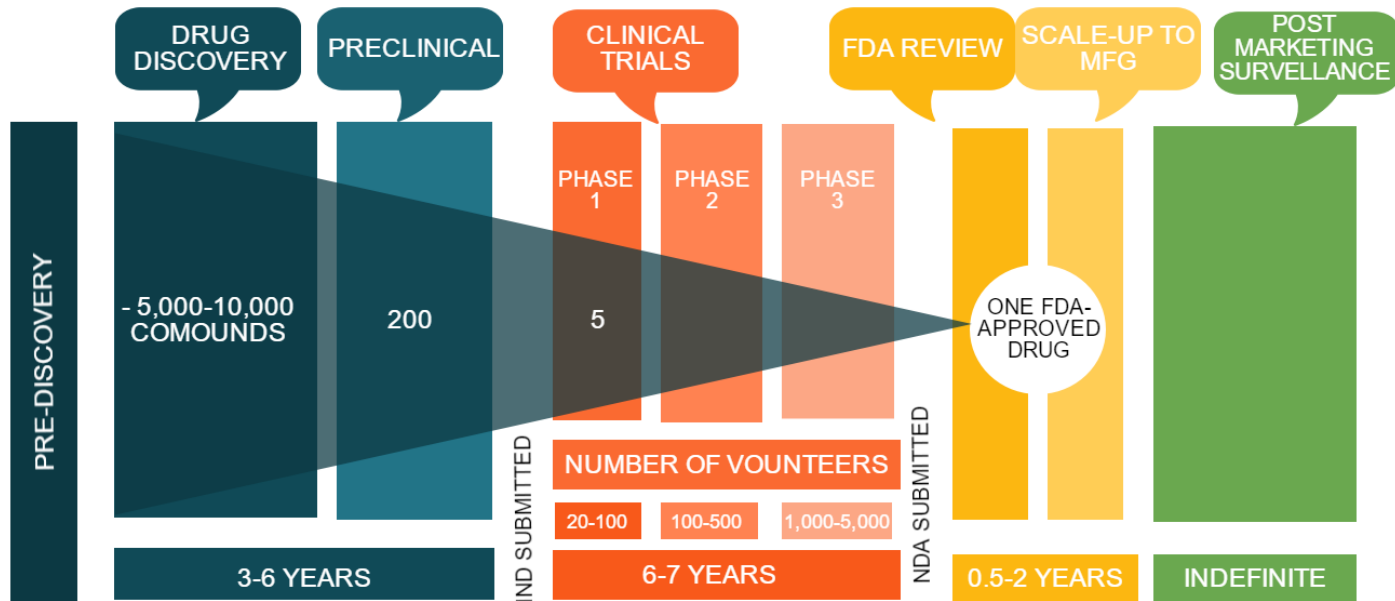 DRUG
DISCOVERY
PRECLINICAL
CLINICAL
TRIALS
FDA REVIEW
SCALE-UP TO
MFG
POST
MARKETING
SURVELLANCE
PRE-DISCOVERY
- 5,000-10,000
COMOUNDS
200
PHASE
1
5
PHASE
2
PHASE
3
ONE FDA-
APPROVED
DRUG
IND SUBMITTED
NUMBER OF VOUNTEERS
20-100
100-500
1,000-5,000
NDA SUBMITTED
3-6 YEARS
6-7 YEARS
0.5-2 YEARS
INDEFINITE